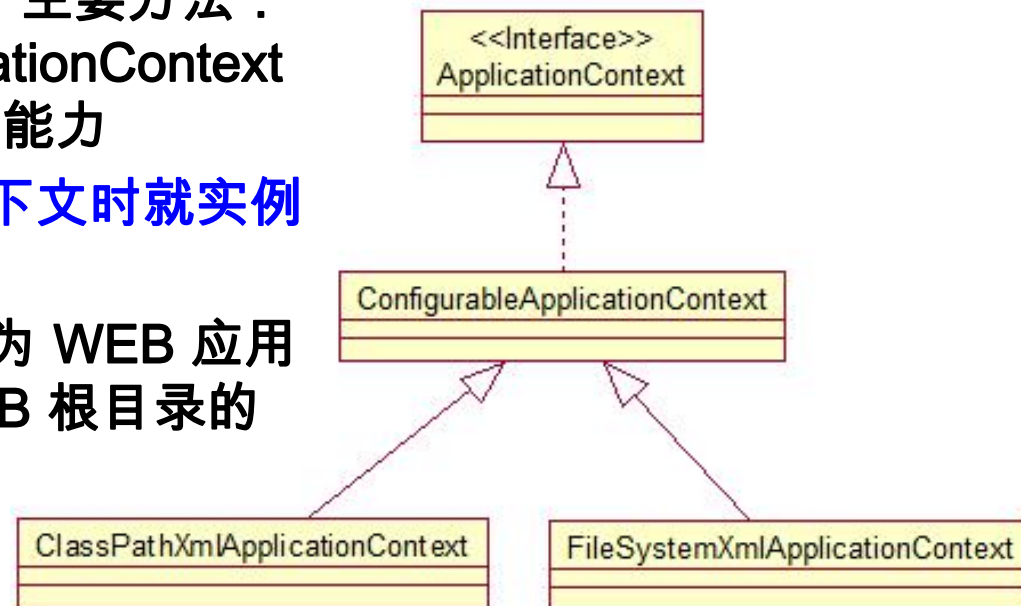 主要方法：
ationContext
能力
下文时就实例
为 WEB 应用
B 根目录的
<<Interface>>
ApplicationContext
ConfigurableApplicationContext
ClassPathXmlApplicationContext
FileSystemXmlApplicationContext